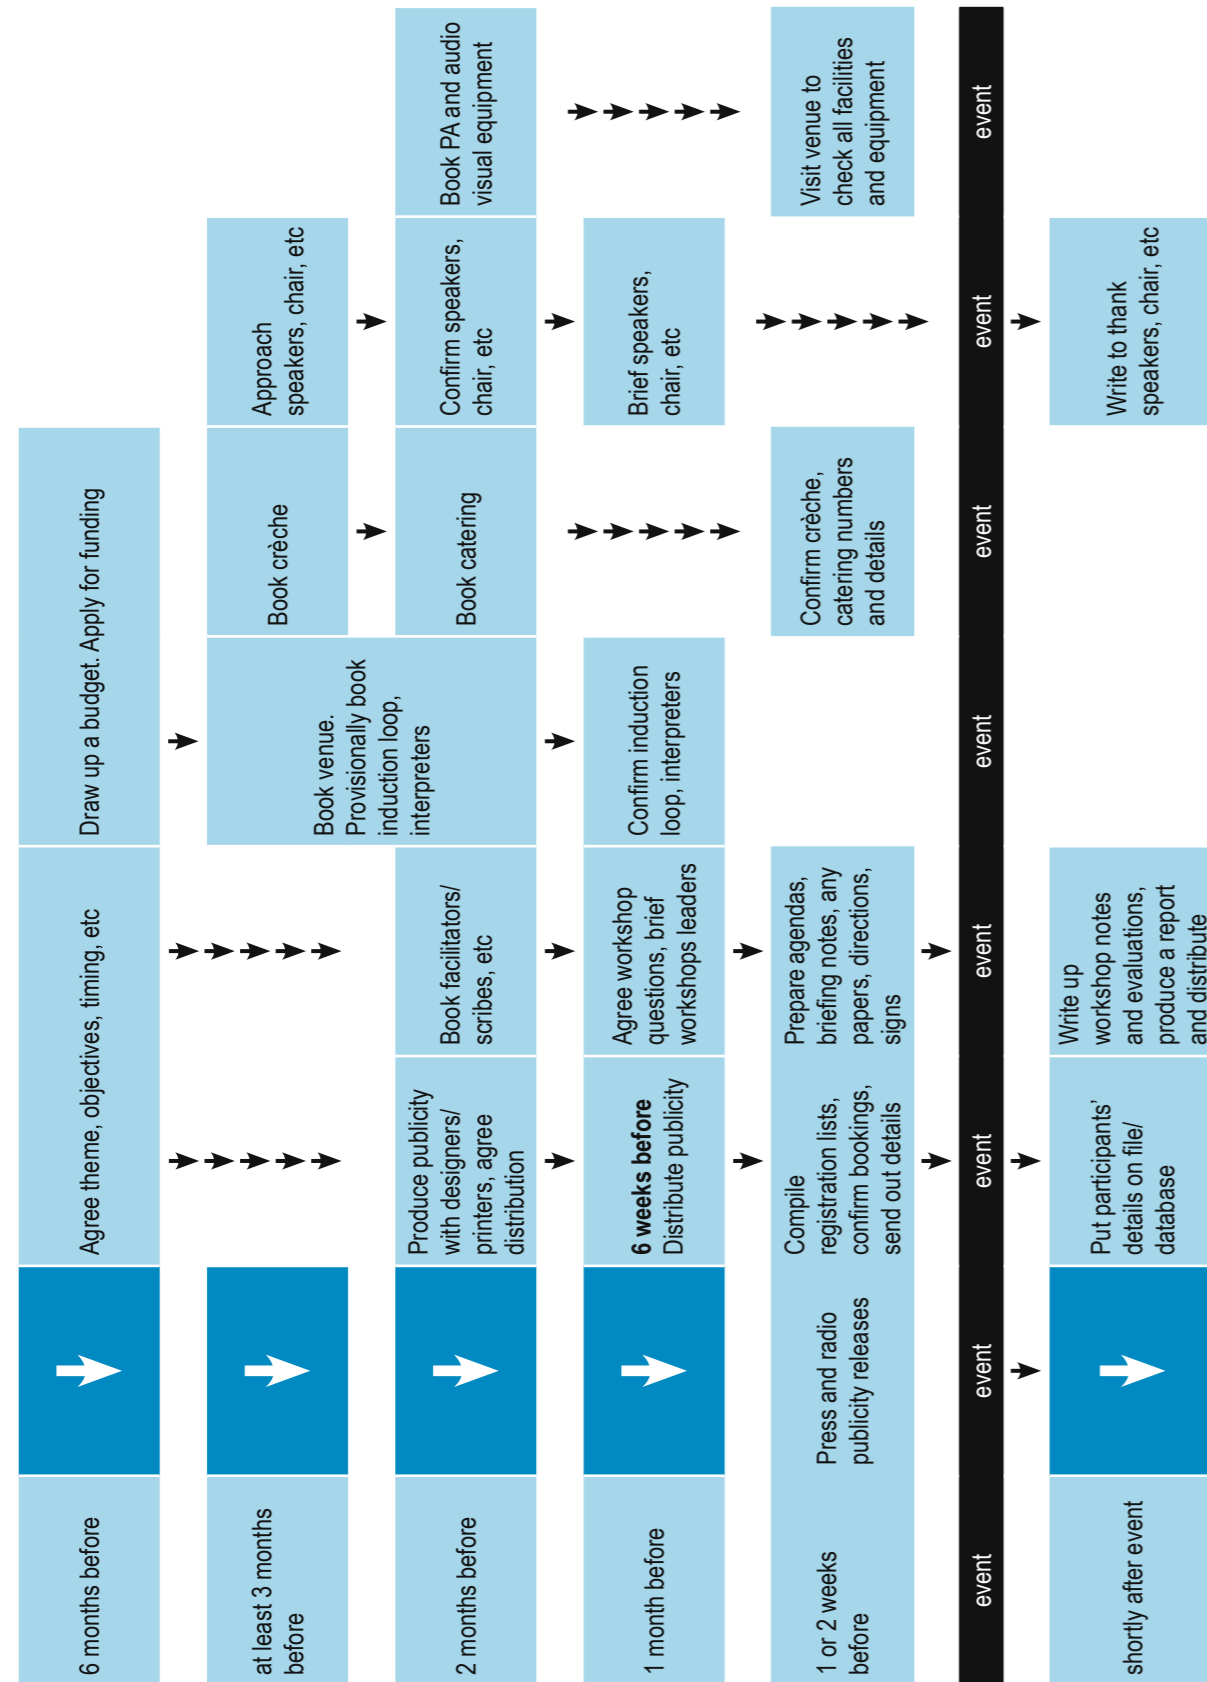 6 months before
Agree theme, objectives, timing, etc
Draw up a budget. Apply for funding
at least 3 months
before
Book venue.
Provisionally book
induction loop,
interpreters
Book crèche
Approach
speakers, chair, etc
2 months before
Produce publicity
with designers/
printers, agree
distribution
Book facilitators/
scribes, etc
Book catering
Confirm speakers,
chair, etc
Book PA and audio
visual equipment
1 month before
6 weeks before
Distribute publicity
Agree workshop
questions, brief
workshops leaders
Confirm induction
loop, interpreters
Brief speakers,
chair, etc
1 or 2 weeks
before
Press and radio
publicity releases
Compile
registration lists,
confirm bookings,
send out details
Prepare agendas,
briefing notes, any
papers, directions,
signs
Confirm crèche,
catering numbers
and details
Visit venue to
check all facilities
and equipment
event
event
event
event
event
event
event
event
shortly after event
Put participants’
details on file/
database
Write up
workshop notes
and evaluations,
produce a report
and distribute
Write to thank
speakers, chair, etc